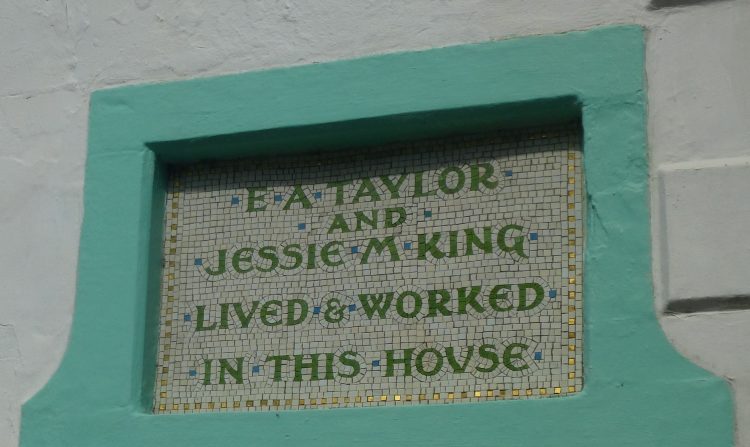 E·A·TAYLOR
AND
JESSIE·M·KING
LIVED·&·WORKED
IN·THIS·HOVSE